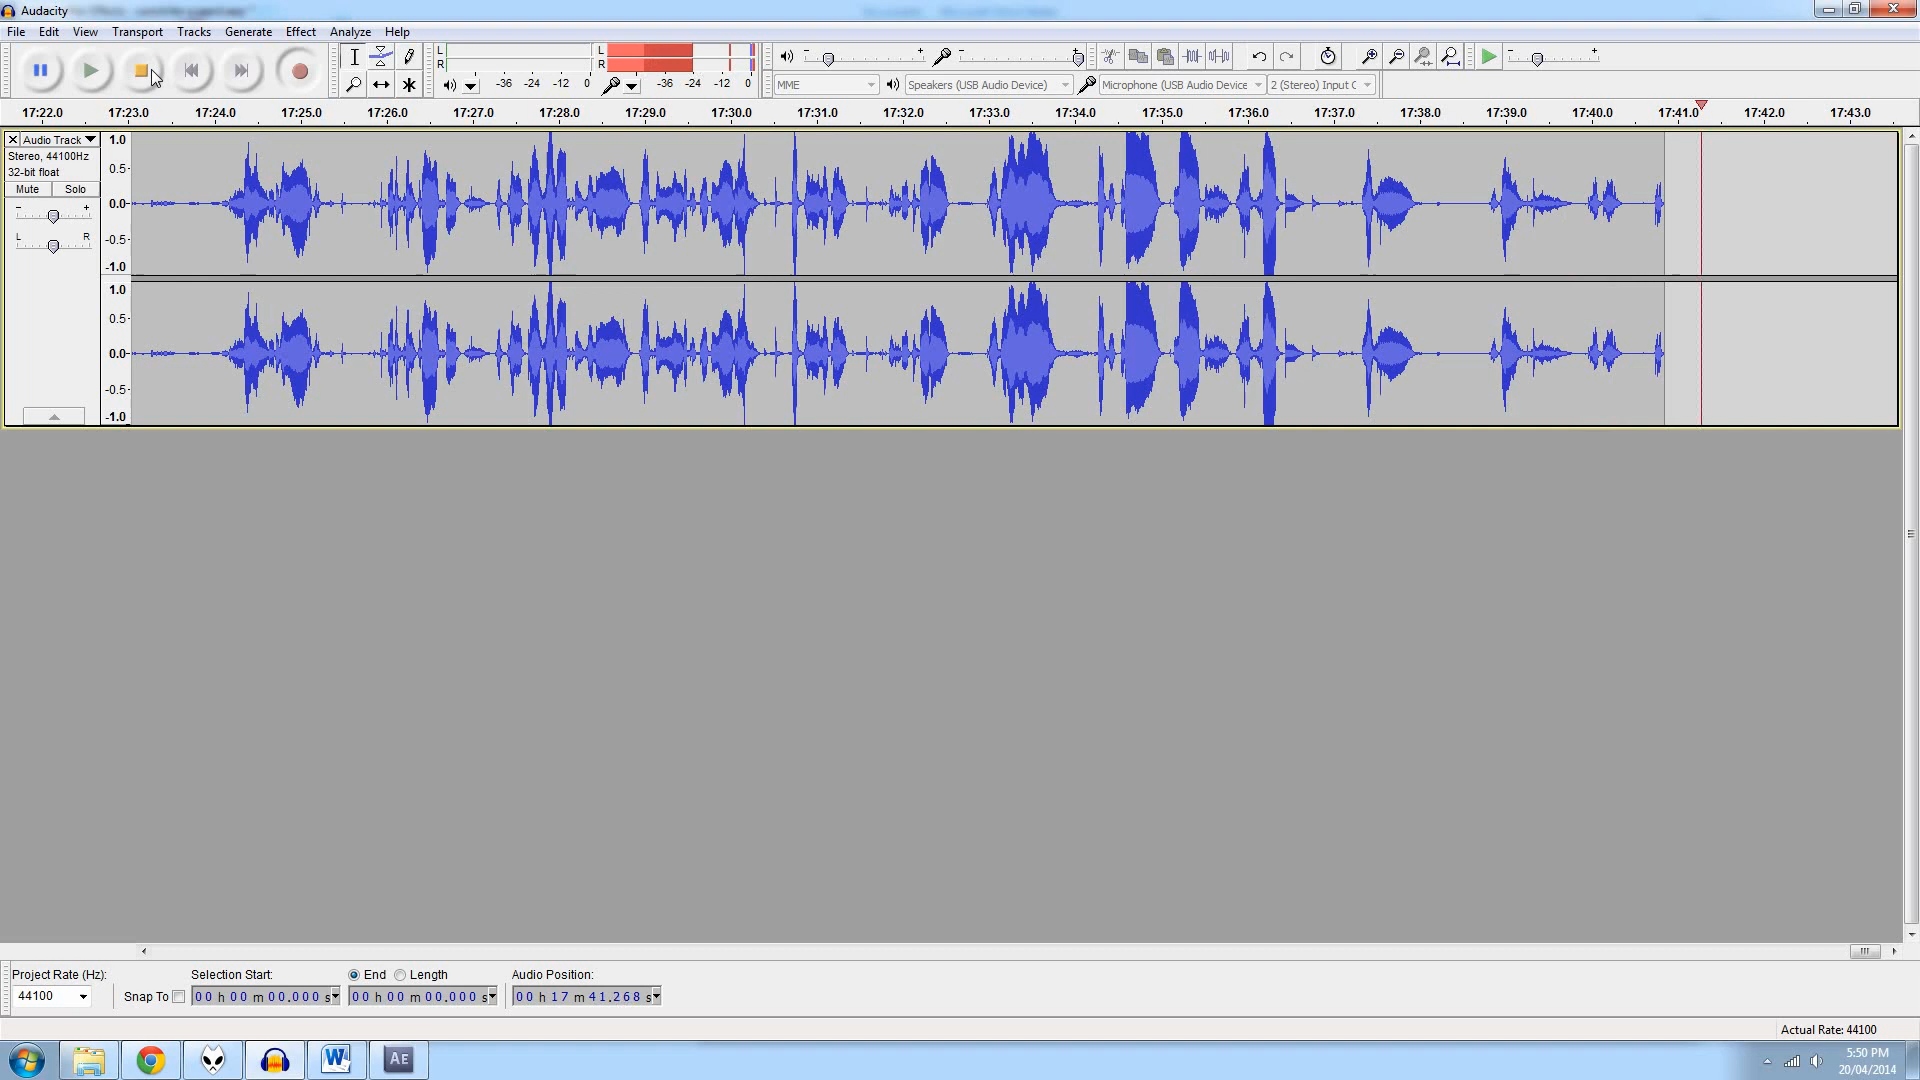 Audacity
File Edit View Transport Tracks Generate Effect Analyze Help
L L
R R
-36 -24 -12 0 -36 -24 -12 0 MME Speakers (USB Audio Device) Microphone (USB Audio Device 2 (Stereo) Input C
17:22.0 17:23.0 17:24.0 17:25.0 17:26.0 17:27.0 17:28.0 17:29.0 17:30.0 17:31.0 17:32.0 17:33.0 17:34.0 17:35.0 17:36.0 17:37.0 17:38.0 17:39.0 17:40.0 17:41.0 17:42.0 17:43.0
Audio Track 1.0
Stereo, 44100Hz
32-bit float 0.5
Mute Solo
- + 0.0
L R -0.5
-1.0
1.0
0.5
0.0
-0.5
-1.0
Project Rate (Hz): Selection Start: End Length Audio Position:
44100 Snap To 00 h 00 m 00.000 s 00 h 00 m 00.000 s 00 h 17 m 41.268 s
Actual Rate: 44100
W AE
5:50 PM
20/04/2014